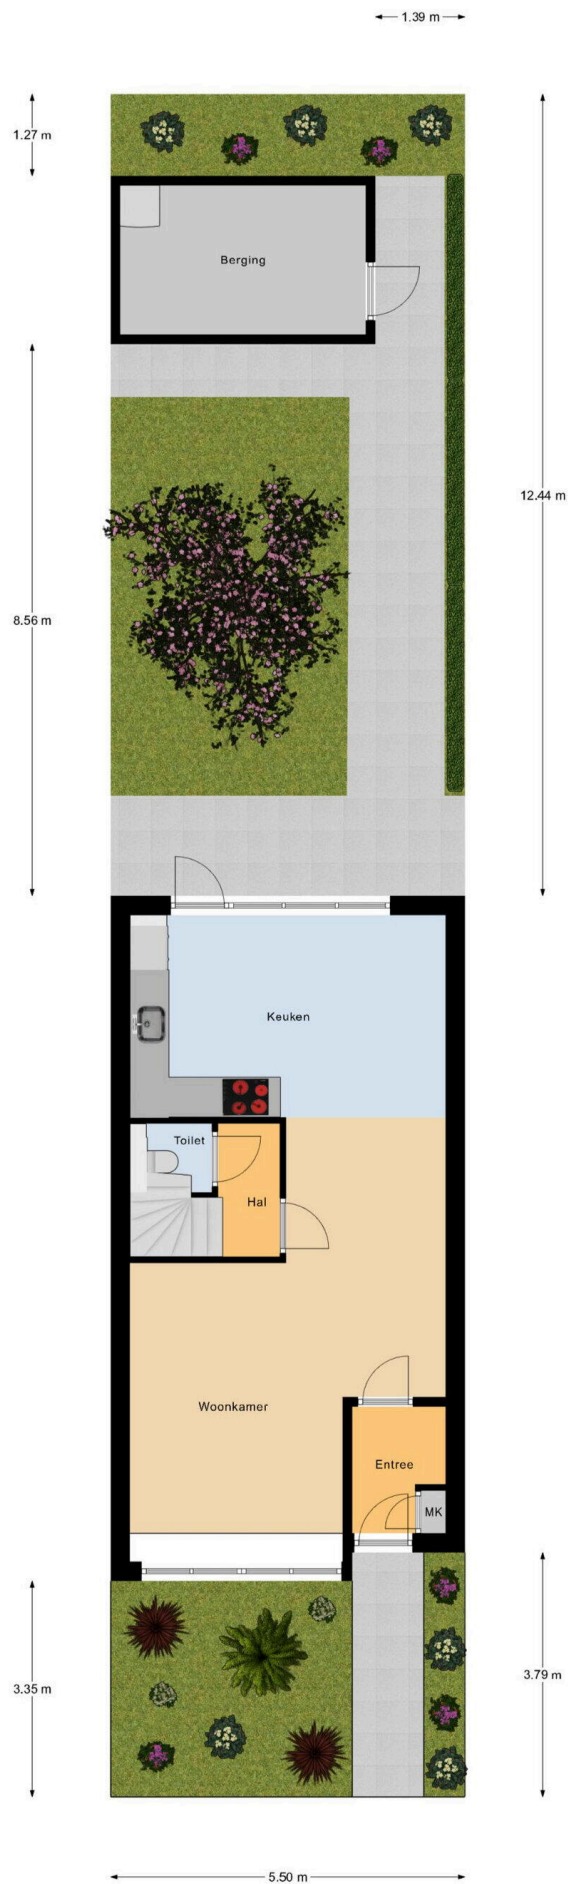 1.39 m
1.27 m
Berging
12.44 m
8.56 m
Keuken
Toilet
Hal
Woonkamer
Entree
MK
3.35 m
3.79 m
5.50 m